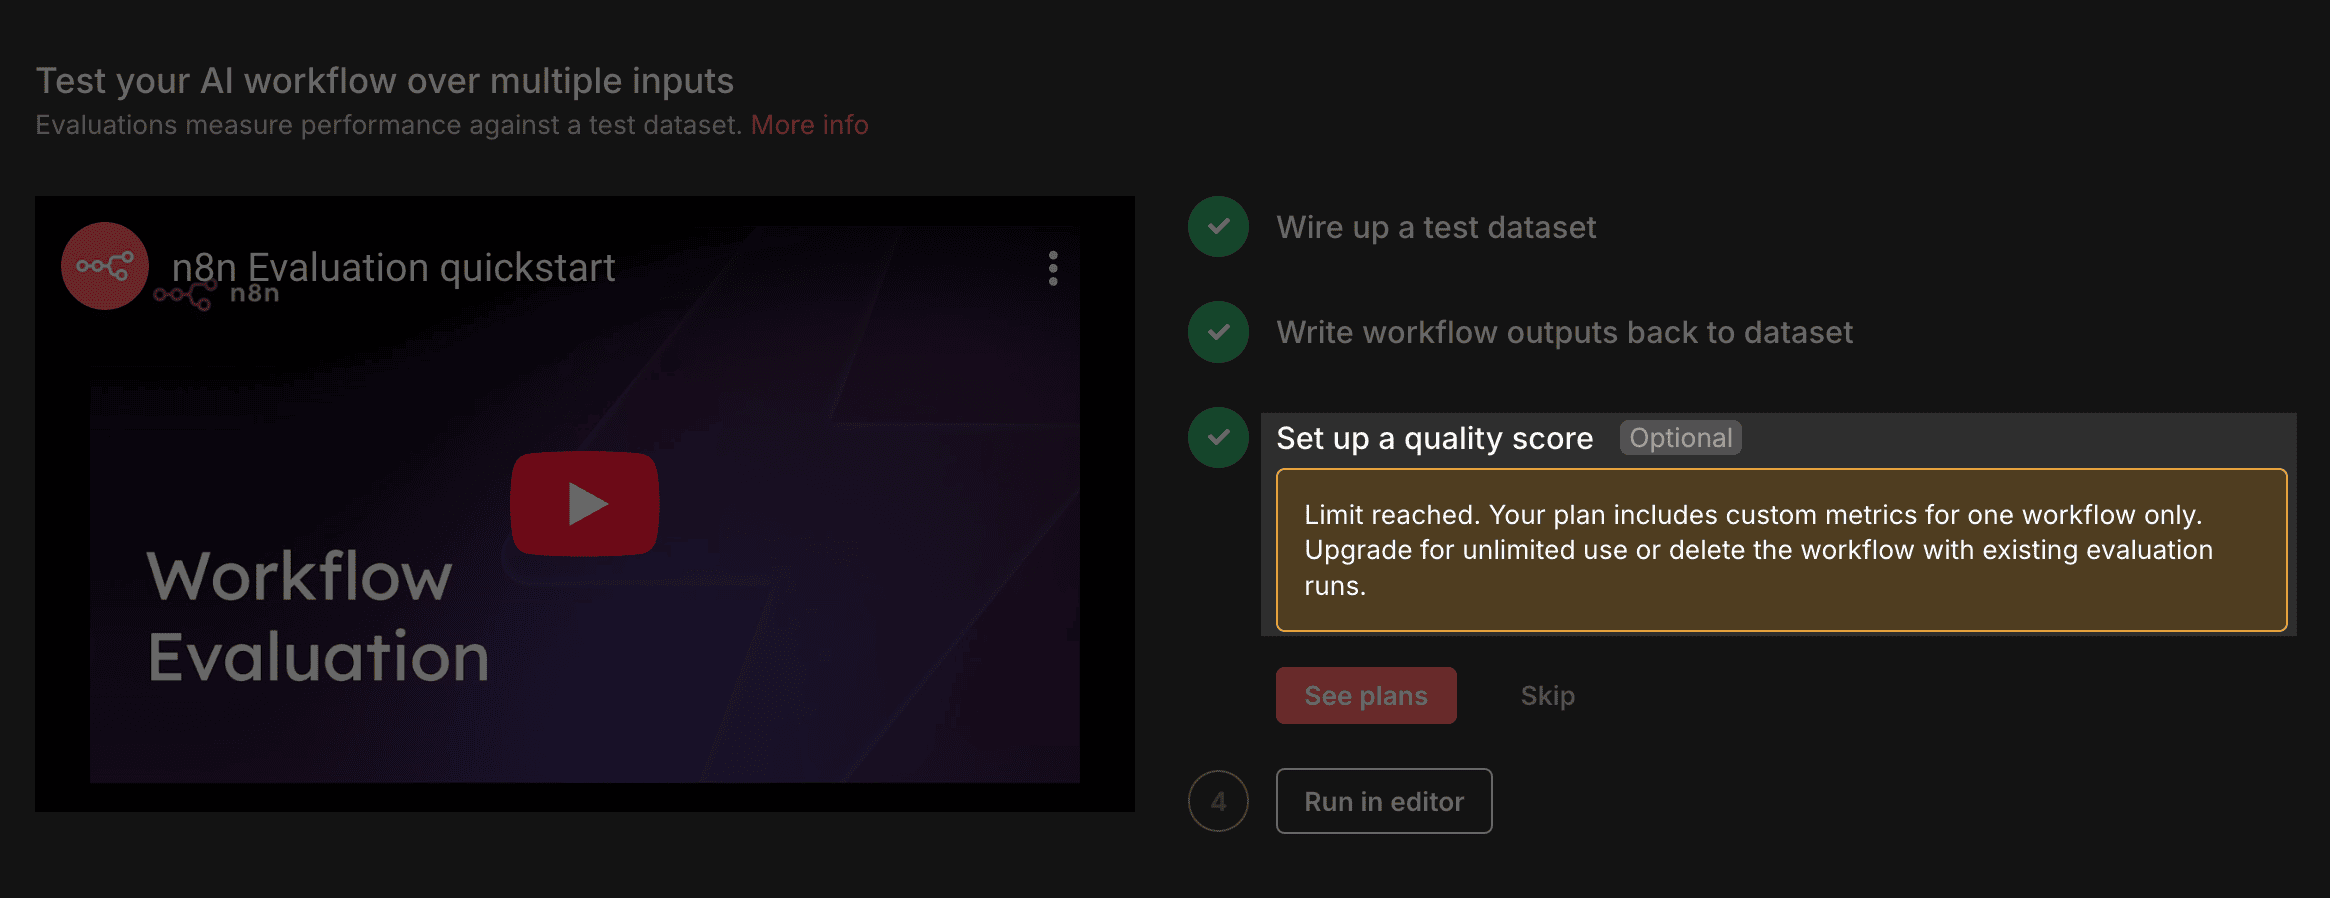 Test your AI workflow over multiple inputs
Evaluations measure performance against a test dataset. More info
n8n Evaluation quickstart
n8n
Workflow
Evaluation
Wire up a test dataset
Write workflow outputs back to dataset
Set up a quality score Optional
Limit reached. Your plan includes custom metrics for one workflow only.
Upgrade for unlimited use or delete the workflow with existing evaluation
runs.
See plans Skip
4 Run in editor